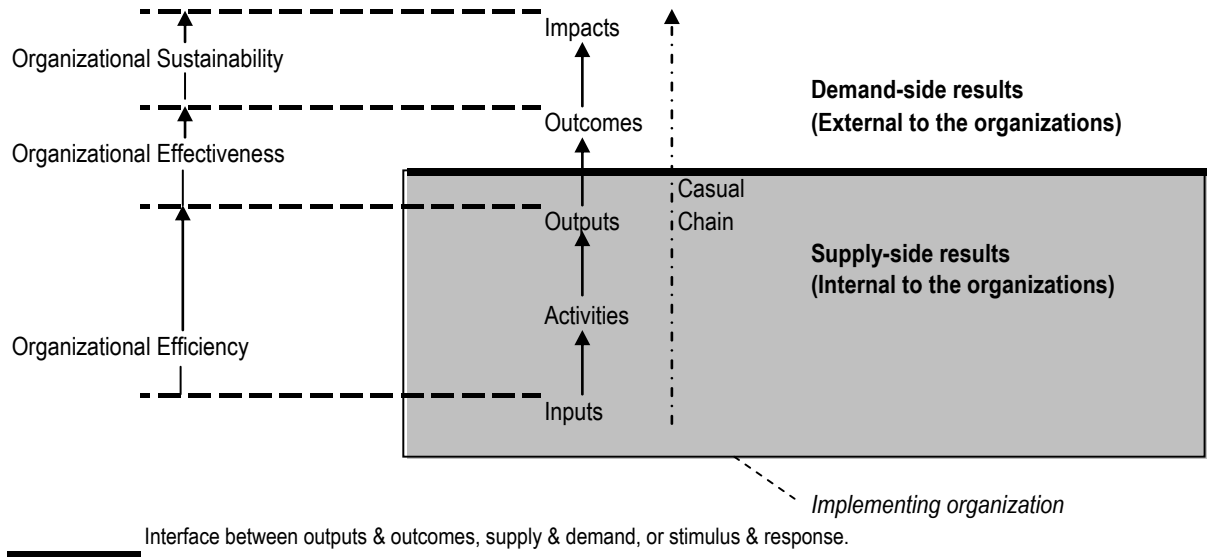 Impacts
Organizational Sustainability
Demand-side results
(External to the organizations)
Outcomes
Organizational Effectiveness
Casual
Chain
Outputs
Supply-side results
(Internal to the organizations)
Activities
Organizational Efficiency
Inputs
Implementing organization
Interface between outputs & outcomes, supply & demand, or stimulus & response.